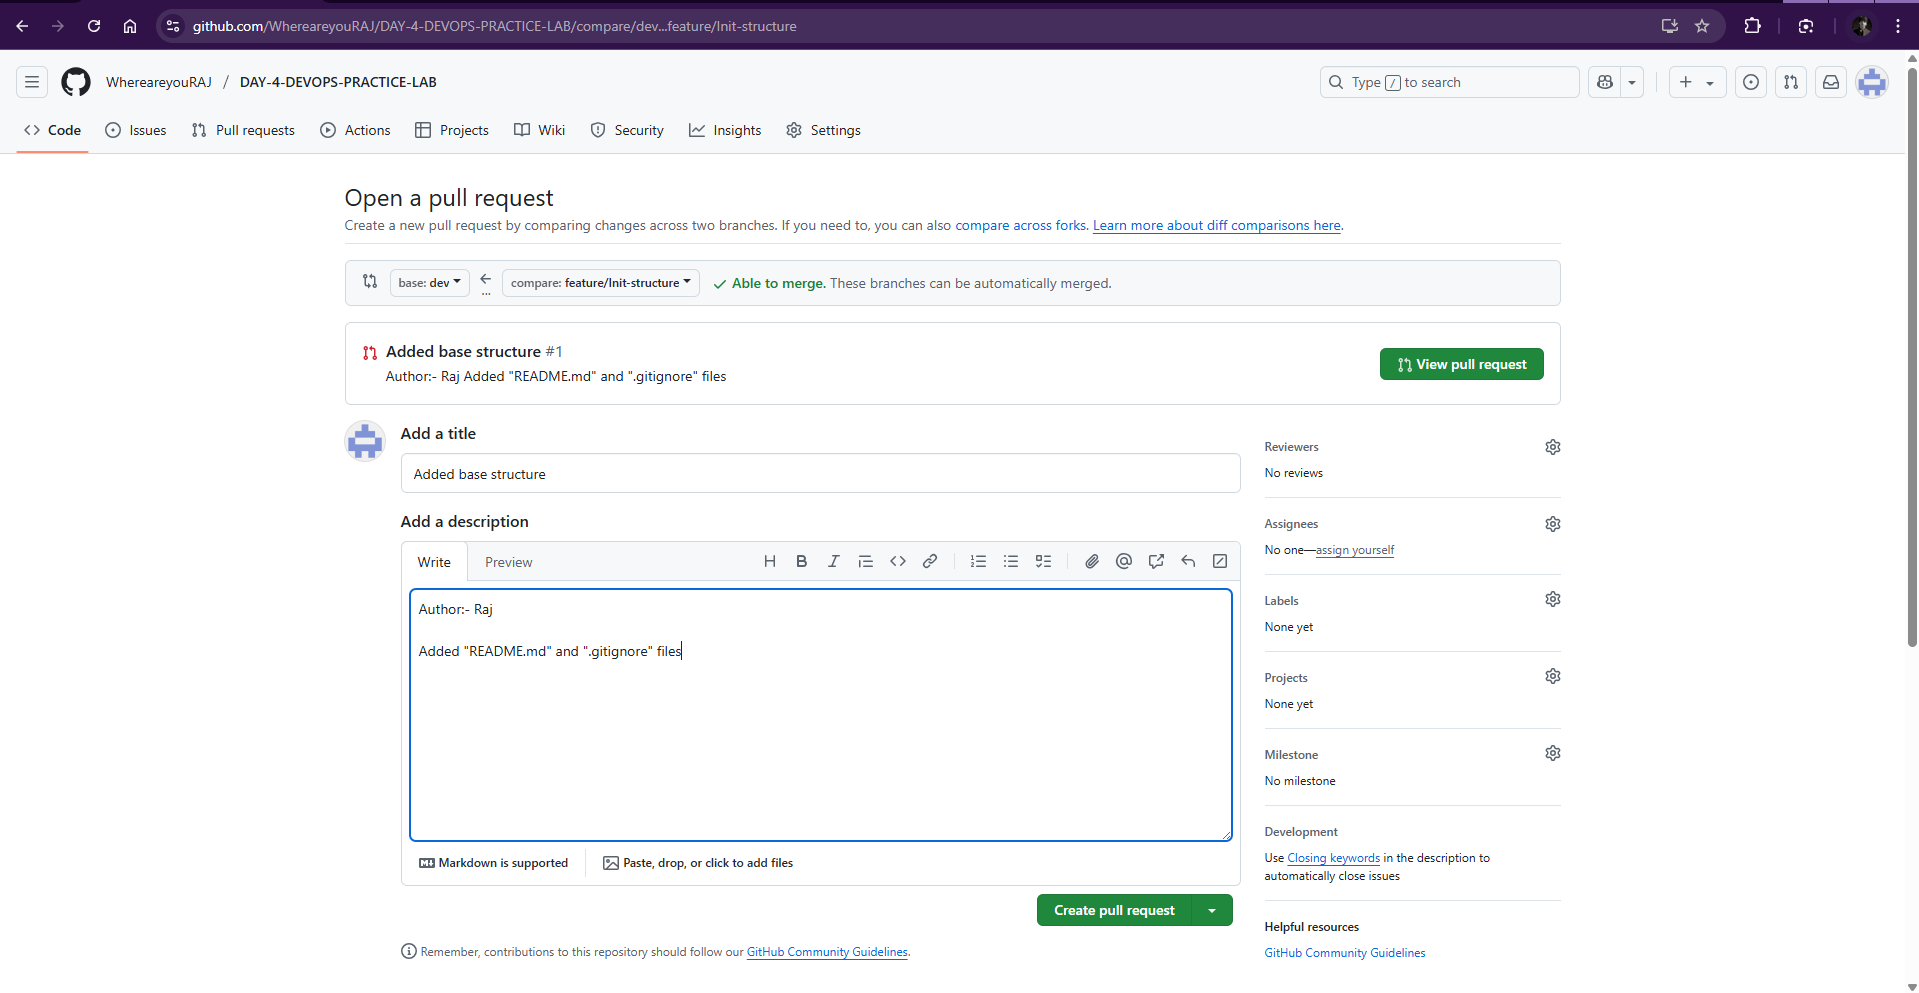 github.com/WhereareyouRAJ/DAY-4-DEVOPS-PRACTICE-LAB/compare/dev...feature/Init-structure
WhereareyouRAJ / DAY-4-DEVOPS-PRACTICE-LAB
Type / to search
Code Issues Pull requests Actions Projects Wiki Security Insights Settings
Open a pull request
Create a new pull request by comparing changes across two branches. If you need to, you can also compare across forks. Learn more about diff comparisons here.
base: dev ... compare: feature/Init-structure Able to merge. These branches can be automatically merged.
Added base structure #1
Author:- Raj Added "README.md" and ".gitignore" files
View pull request
Add a title
Added base structure
Add a description
Write Preview
Author:- Raj
Added "README.md" and ".gitignore" files
Markdown is supported Paste, drop, or click to add files
Create pull request
Remember, contributions to this repository should follow our GitHub Community Guidelines.
Reviewers
No reviews
Assignees
No one—assign yourself
Labels
None yet
Projects
None yet
Milestone
No milestone
Development
Use Closing keywords in the description to
automatically close issues
Helpful resources
GitHub Community Guidelines